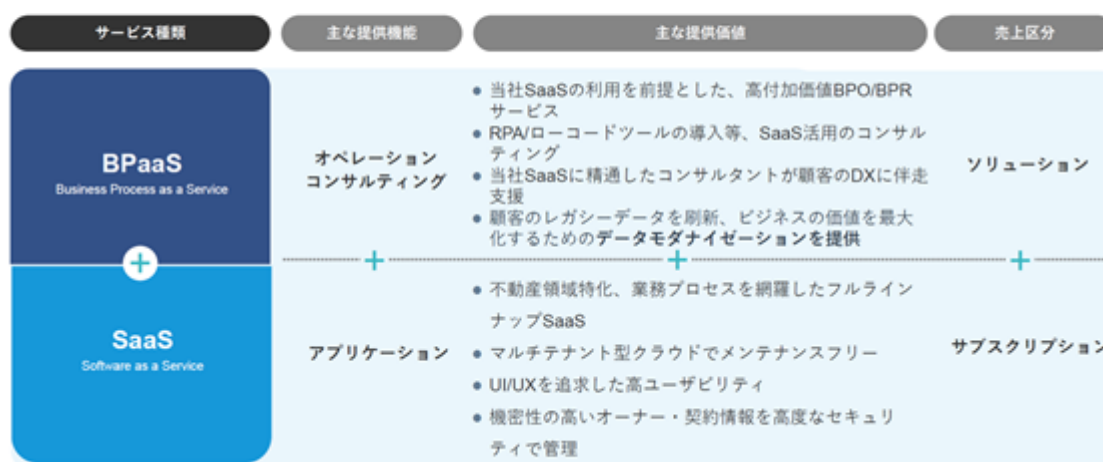 サービス種類
主な提供機能
主な提供価値
売上区分
BPaaS
Business Process as a Service
オペレーション
コンサルティング
● 当社SaaSの利用を前提とした、高付加価値BPO/BPR
サービス
● RPA/ローコードツールの導入等、SaaS活用のコンサル
ティング
● 当社SaaSに精通したコンサルタントが顧客のDXに伴走
支援
● 顧客のレガシーデータを刷新、ビジネスの価値を最大
化するためのデータモダナイゼーションを提供
ソリューション
+
+
+
+
SaaS
Software as a Service
アプリケーション
● 不動産領域特化、業務プロセスを網羅したフルライン
ナップSaaS
● マルチテナント型クラウドでメンテナンスフリー
● UI/UXを追求した高ユーザビリティ
● 機密性の高いオーナー・契約情報を高度なセキュリ
ティで管理
サブスクリプション